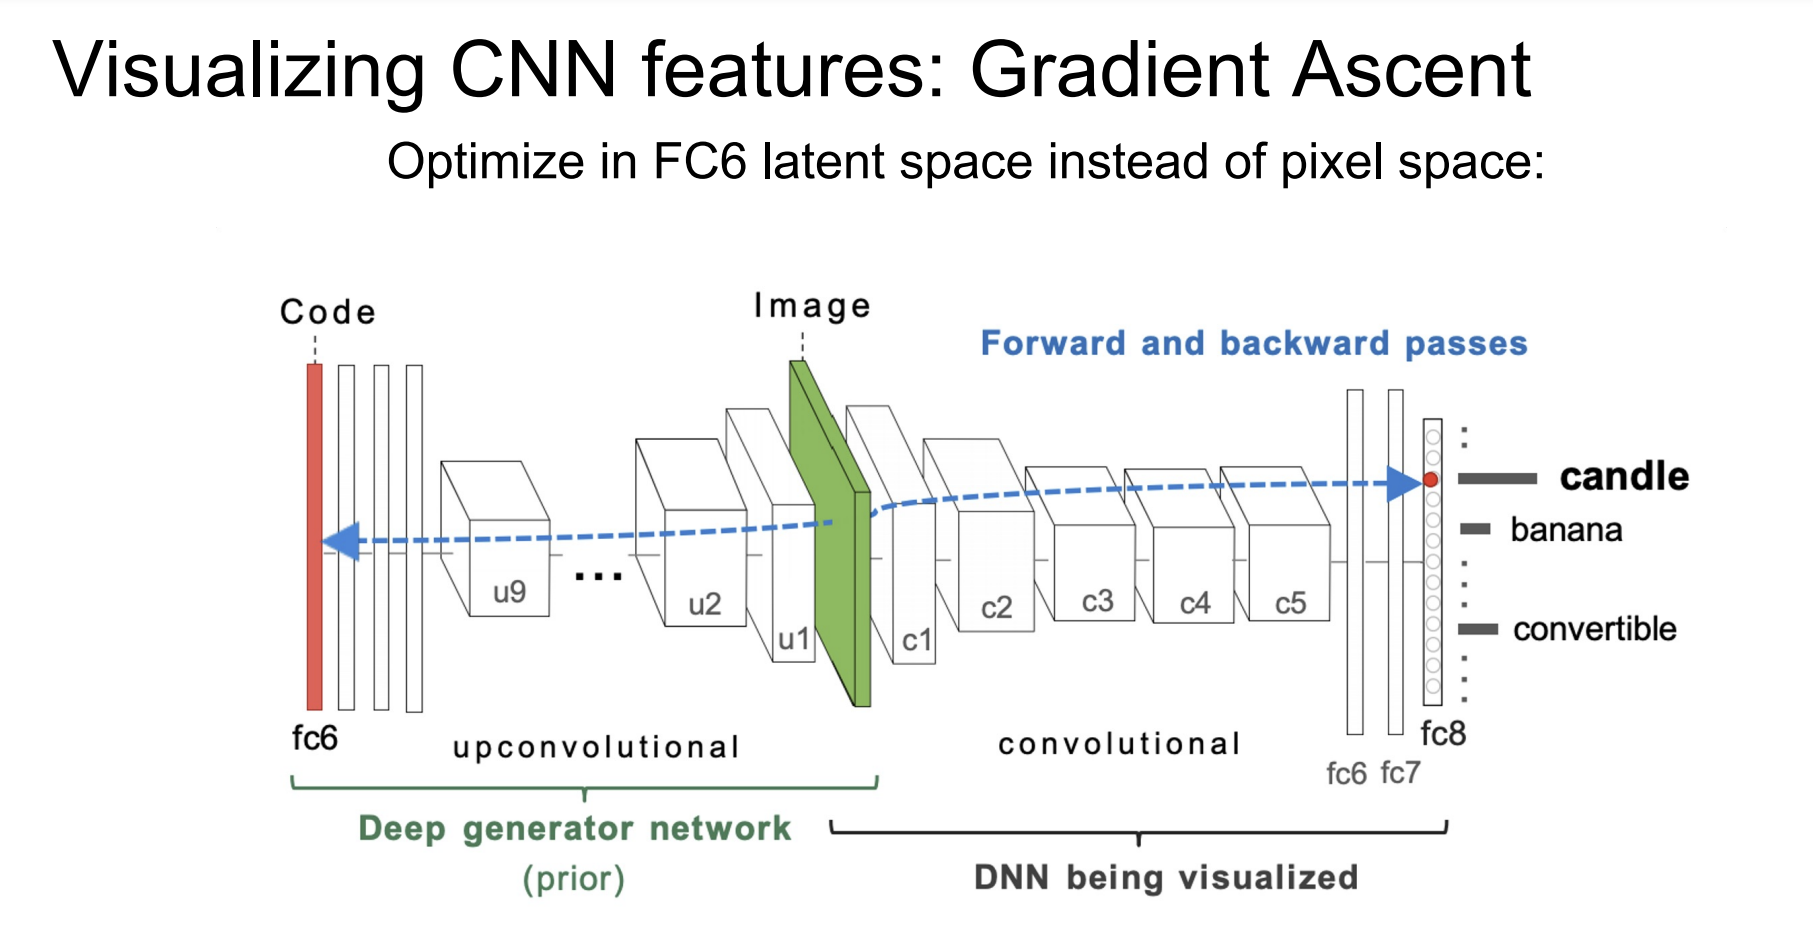 Visualizing CNN features: Gradient Ascent
Optimize in FC6 latent space instead of pixel space:
Code
Image
Forward and backward passes
candle
banana
convertible
u9
...
u2
u1
c1
c2
c3
c4
c5
fc6
upconvolutional
convolutional
fc8
fc6 fc7
Deep generator network
(prior)
DNN being visualized